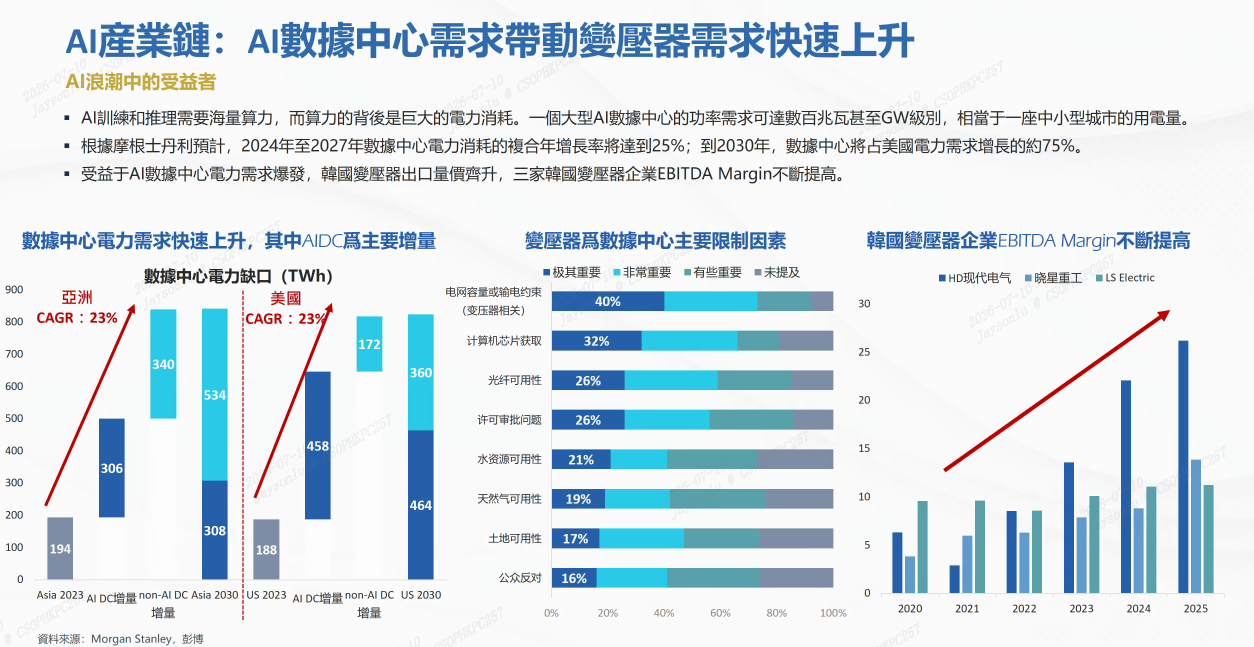 AI産業鏈：AI數據中心需求帶動變壓器需求快速上升
AI浪潮中的受益者
▪ AI訓練和推理需要海量算力，而算力的背後是巨大的電力消耗。一個大型AI數據中心的功率需求可達數百兆瓦甚至GW級別，相當于一座中小型城市的用電量。
▪ 根據摩根士丹利預計，2024年至2027年數據中心電力消耗的複合年增長率將達到25%；到2030年，數據中心將占美國電力需求增長的約75%。
▪ 受益于AI數據中心電力需求爆發，韓國變壓器出口量價齊升，三家韓國變壓器企業EBITDA Margin不斷提高。
數據中心電力需求快速上升，其中AIDC爲主要增量
數據中心電力缺口（TWh）
900
800
700
600
500
400
300
200
100
0
亞洲
CAGR：23%
美國
CAGR：23%
194
306
340
534
308
188
458
172
360
464
Asia 2023
AI DC增量
non-AI DC
增量
Asia 2030
US 2023
AI DC增量
non-AI DC
增量
US 2030
變壓器爲數據中心主要限制因素
极其重要 非常重要 有些重要 未提及
电网容量或输电约束
（变压器相关）
40%
计算机芯片获取
32%
光纤可用性
26%
许可审批问题
26%
水资源可用性
21%
天然气可用性
19%
土地可用性
17%
公众反对
16%
0% 20% 40% 60% 80% 100%
韓國變壓器企業EBITDA Margin不斷提高
HD现代电气 晓星重工 LS Electric
30
25
20
15
10
5
0
2020 2021 2022 2023 2024 2025
資料來源：Morgan Stanley，彭博